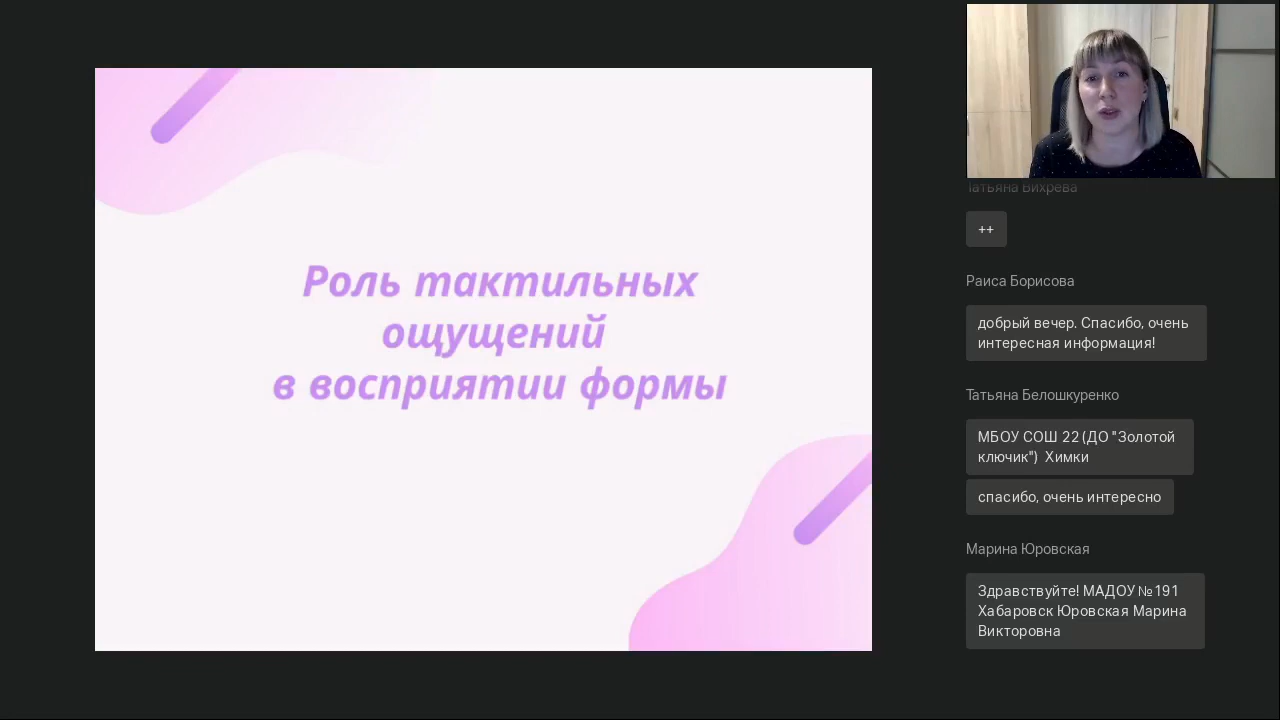 Роль тактильных
ощущений
в восприятии формы
Татьяна Вихрева
++
Раиса Борисова
добрый вечер. Спасибо, очень
интересная информация!
Татьяна Белошкуренко
МБОУ СОШ 22 (ДО "Золотой
ключик") Химки
спасибо, очень интересно
Марина Юровская
Здравствуйте! МАДОУ №191
Хабаровск Юровская Марина
Викторовна